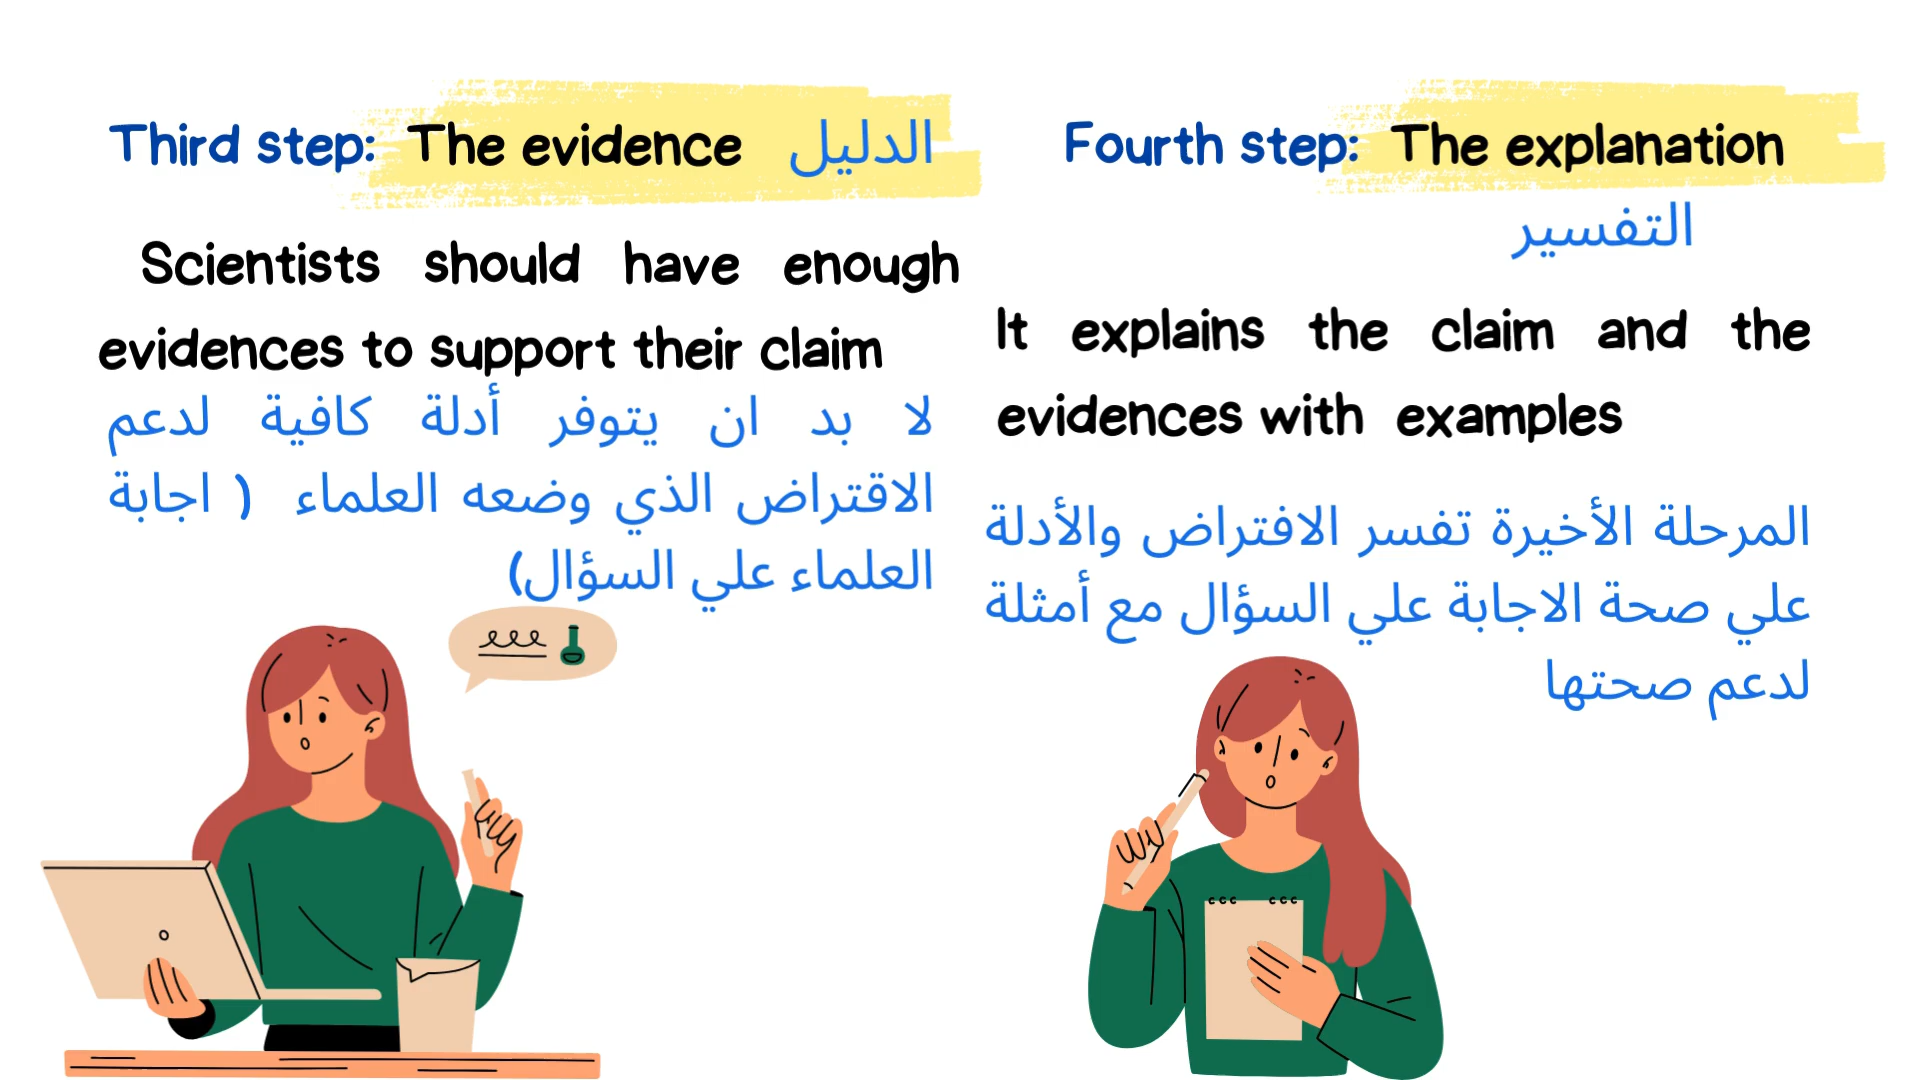 Third step: The evidence الدليل
Scientists should have enough
evidences to support their claim
لا بد ان يتوفر أدلة كافية لدعم
الاقتراض الذي وضعه العلماء ( اجابة
العلماء علي السؤال)
Fourth step: The explanation
التفسير
It explains the claim and the
evidences with examples
المرحلة الأخيرة تفسر الافتراض والأدلة
علي صحة الاجابة علي السؤال مع أمثلة
لدعم صحتها